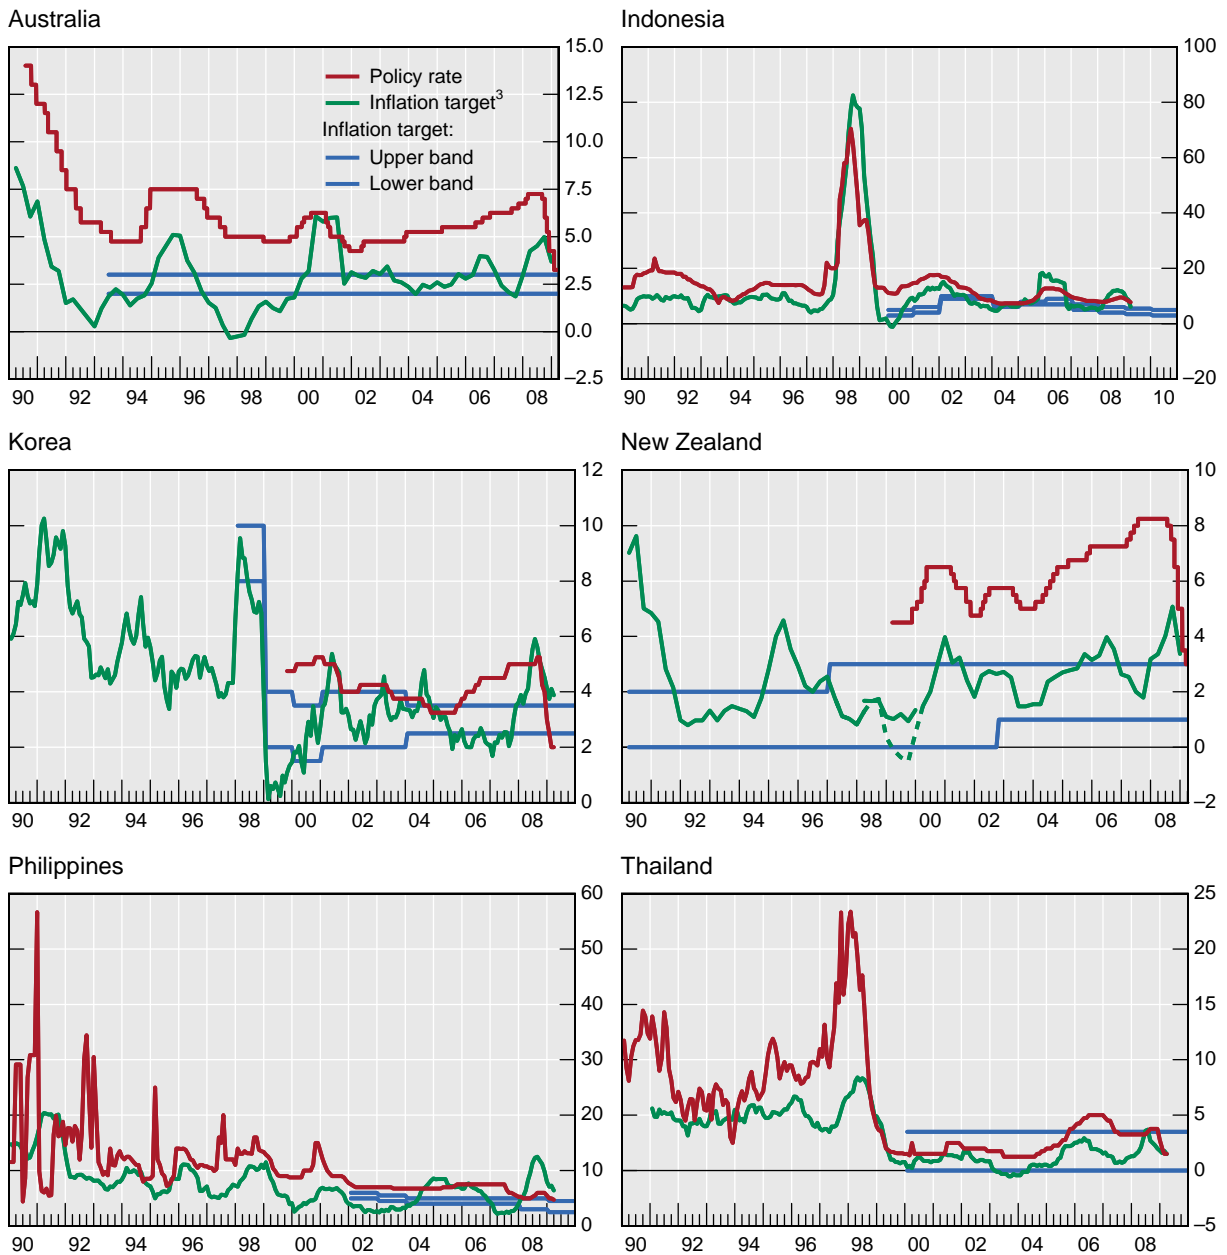 Australia
15.0
12.5
10.0
7.5
5.0
2.5
0.0
–2.5
Policy rate
Inflation target3
Inflation target:
Upper band
Lower band
90 92 94 96 98 00 02 04 06 08
Indonesia
100
80
60
40
20
0
–20
90 92 94 96 98 00 02 04 06 08 10
Korea
12
10
8
6
4
2
0
90 92 94 96 98 00 02 04 06 08
New Zealand
10
8
6
4
2
0
–2
90 92 94 96 98 00 02 04 06 08
Philippines
60
50
40
30
20
10
0
90 92 94 96 98 00 02 04 06 08
Thailand
25
20
15
10
5
0
–5
90 92 94 96 98 00 02 04 06 08